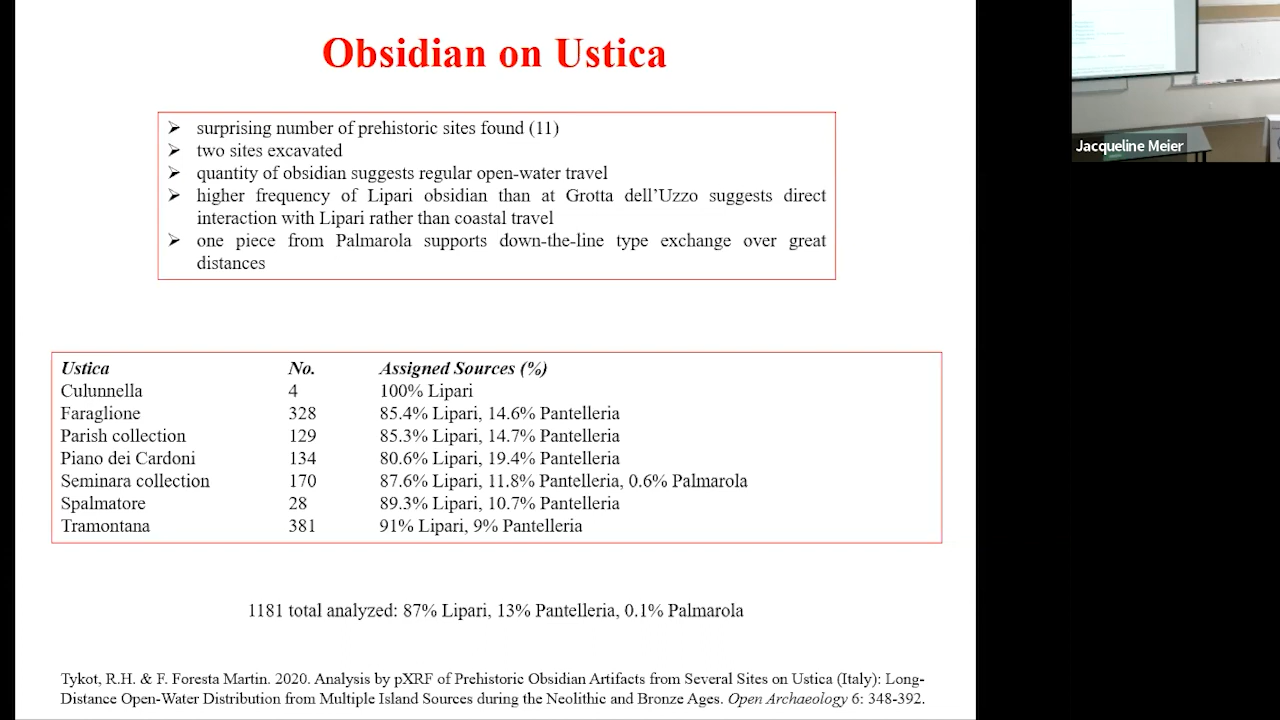 Obsidian on Ustica
➢ surprising number of prehistoric sites found (11)
➢ two sites excavated
➢ quantity of obsidian suggests regular open-water travel
➢ higher frequency of Lipari obsidian than at Grotta dell’Uzzo suggests direct
interaction with Lipari rather than coastal travel
➢ one piece from Palmarola supports down-the-line type exchange over great
distances
Ustica No. Assigned Sources (%)
Culunnella 4 100% Lipari
Faraglione 328 85.4% Lipari, 14.6% Pantelleria
Parish collection 129 85.3% Lipari, 14.7% Pantelleria
Piano dei Cardoni 134 80.6% Lipari, 19.4% Pantelleria
Seminara collection 170 87.6% Lipari, 11.8% Pantelleria, 0.6% Palmarola
Spalmatore 28 89.3% Lipari, 10.7% Pantelleria
Tramontana 381 91% Lipari, 9% Pantelleria
1181 total analyzed: 87% Lipari, 13% Pantelleria, 0.1% Palmarola
Tykot, R.H. & F. Foresta Martin. 2020. Analysis by pXRF of Prehistoric Obsidian Artifacts from Several Sites on Ustica (Italy): Long-
Distance Open-Water Distribution from Multiple Island Sources during the Neolithic and Bronze Ages. Open Archaeology 6: 348-392.
Jacqueline Meier